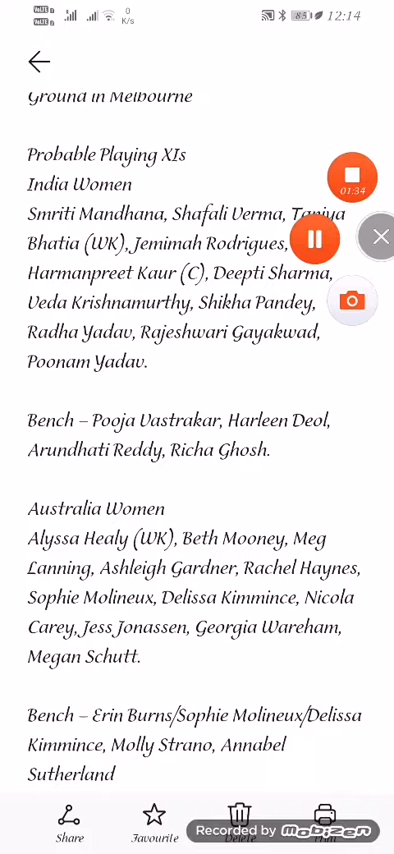 0
K/s
85
12:14
Ground in Melbourne
Probable Playing XIs
India Women
01:34
Smriti Mandhana, Shafali Verma, Taniya
Bhatia (WK), Jemimah Rodrigues,
Harmanpreet Kaur (C), Deepti Sharma,
Veda Krishnamurthy, Shikha Pandey,
Radha Yadav, Rajeshwari Gayakwad,
Poonam Yadav.
Bench – Pooja Vastrakar, Harleen Deol,
Arundhati Reddy, Richa Ghosh.
Australia Women
Alyssa Healy (WK), Beth Mooney, Meg
Lanning, Ashleigh Gardner, Rachel Haynes,
Sophie Molineux, Delissa Kimmince, Nicola
Carey, Jess Jonassen, Georgia Wareham,
Megan Schutt.
Bench – Erin Burns/Sophie Molineux/Delissa
Kimmince, Molly Strano, Annabel
Sutherland
Share
Favourite
Delete
Recorded by MOBIZEN